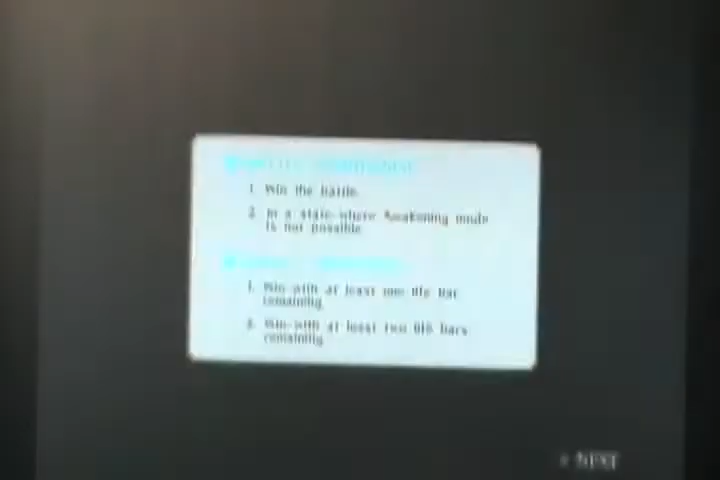 1. Win the battle.
2. In a state where Awakening mode
is not possible.
1. Win with at least one life bar
remaining.
2. Win with at least two life bars
remaining.
NEXT